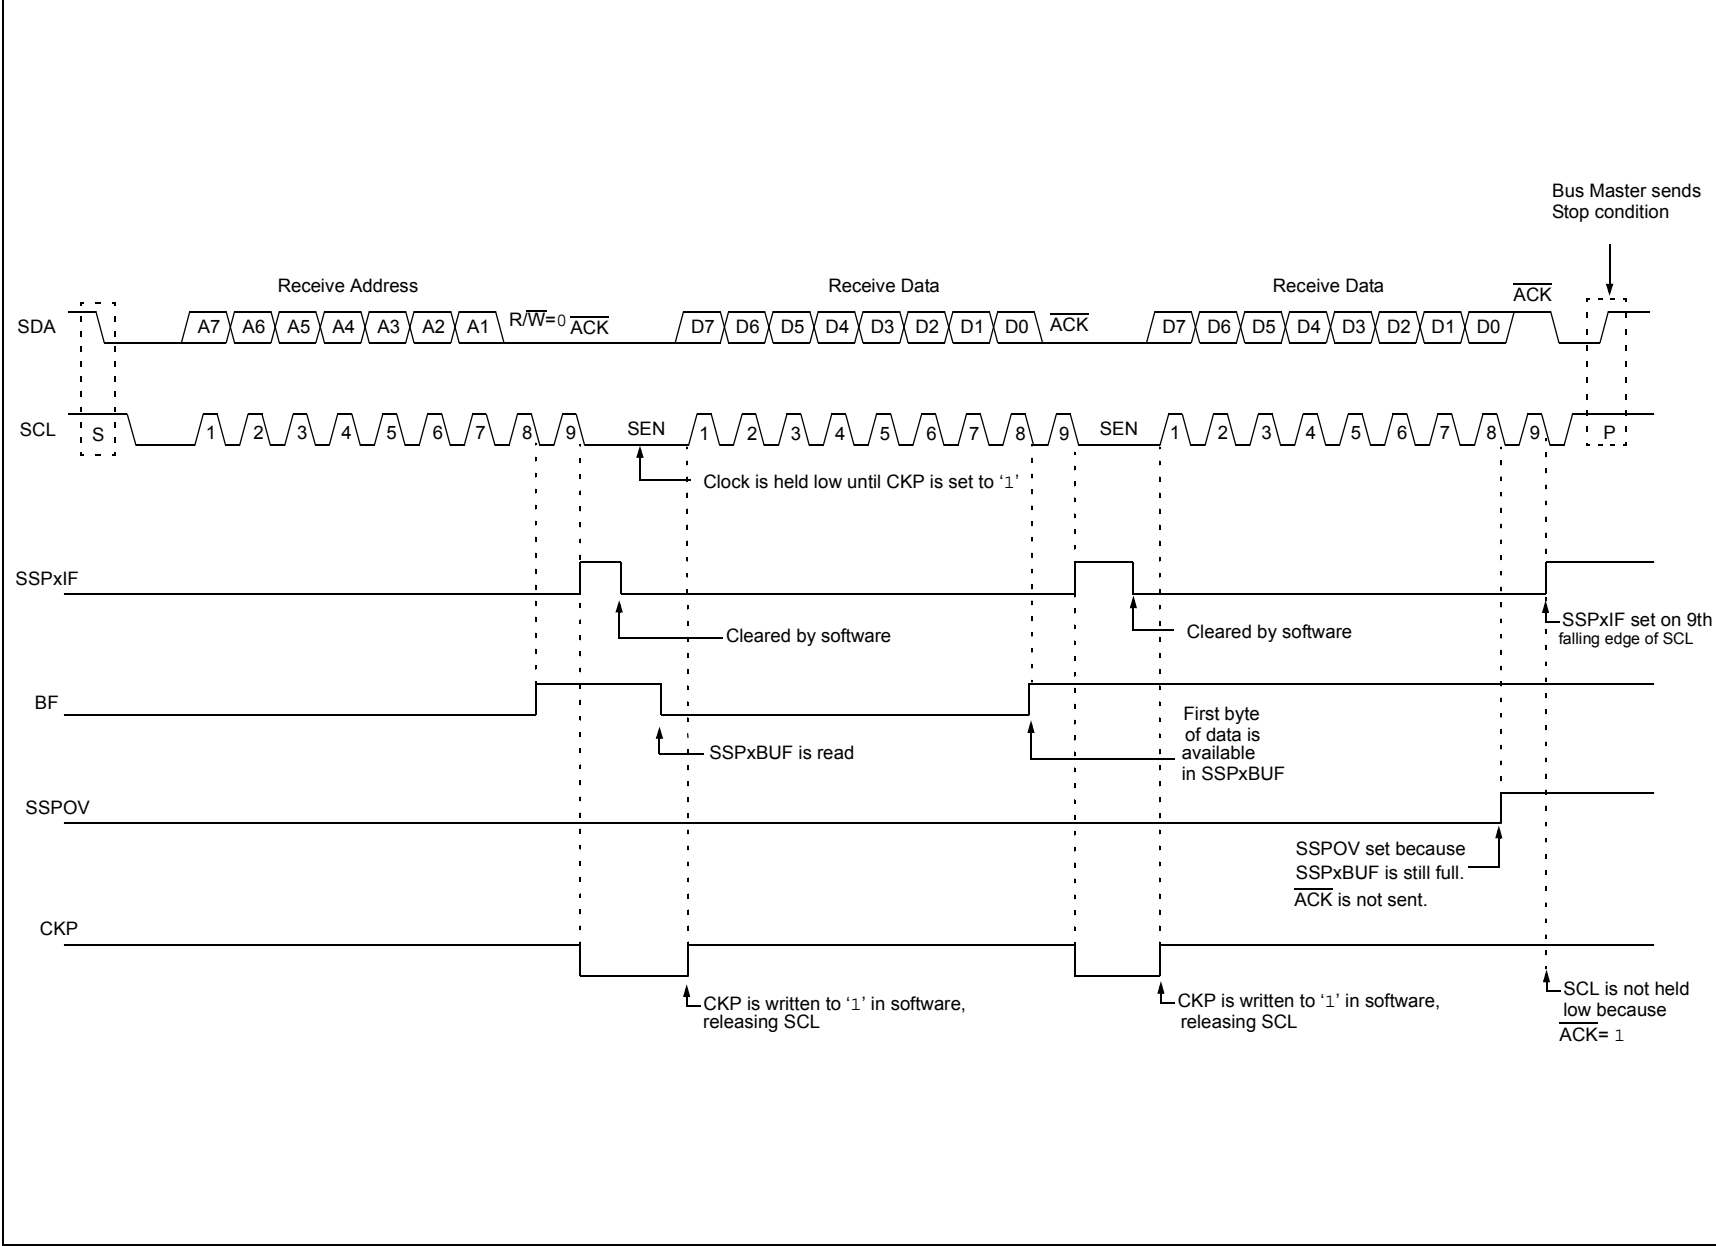 Bus Master sends
Stop condition
Receive Address
Receive Data
Receive Data
ACK
SDA
A7 A6 A5 A4 A3 A2 A1 R/W=0 ACK
D7 D6 D5 D4 D3 D2 D1 D0 ACK
D7 D6 D5 D4 D3 D2 D1 D0
SCL
S
1 2 3 4 5 6 7 8 9
SEN
1 2 3 4 5 6 7 8 9
SEN
1 2 3 4 5 6 7 8 9
P
Clock is held low until CKP is set to ‘1’
SSPxIF
Cleared by software
Cleared by software
SSPxIF set on 9th
falling edge of SCL
BF
SSPxBUF is read
First byte
of data is
available
in SSPxBUF
SSPOV
SSPOV set because
SSPxBUF is still full.
ACK is not sent.
CKP
CKP is written to ‘1’ in software,
releasing SCL
CKP is written to ‘1’ in software,
releasing SCL
SCL is not held
low because
ACK= 1